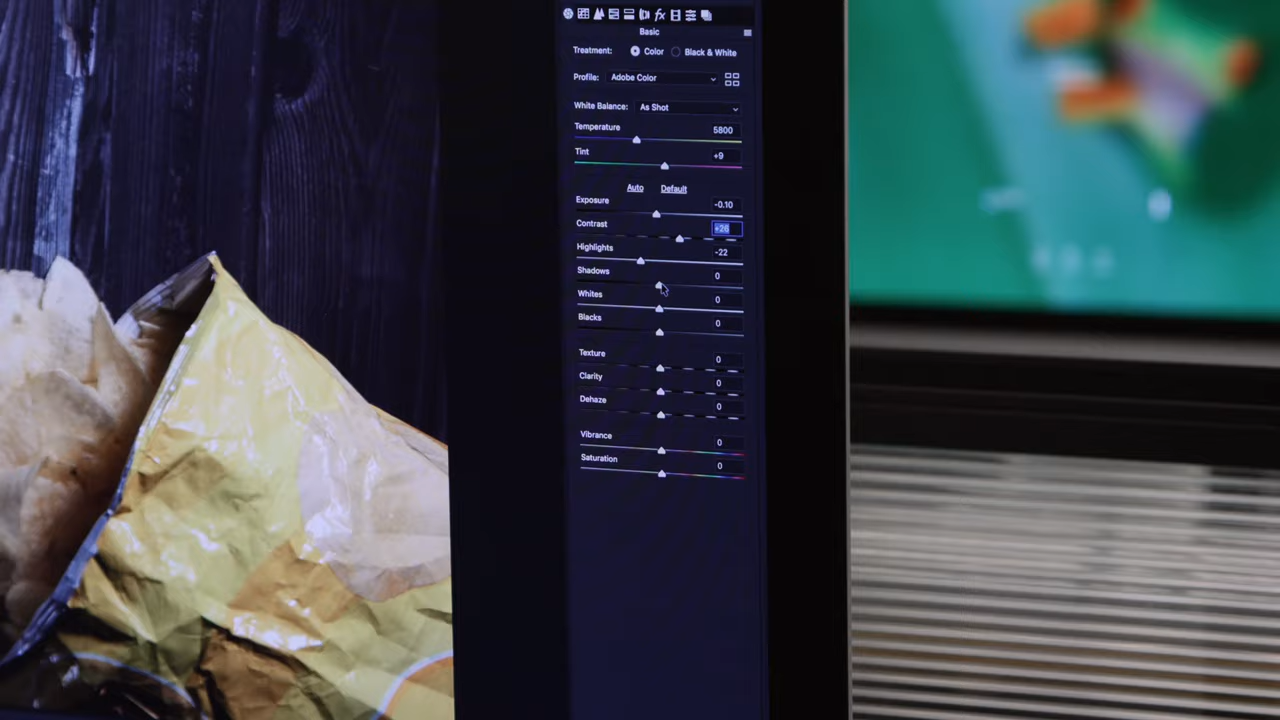 fx
Basic
Treatment: Color Black & White
Profile: Adobe Color
White Balance: As Shot
Temperature 5800
Tint +9
Auto Default
Exposure -0.10
Contrast +26
Highlights -22
Shadows 0
Whites 0
Blacks 0
Texture 0
Clarity 0
Dehaze 0
Vibrance 0
Saturation 0